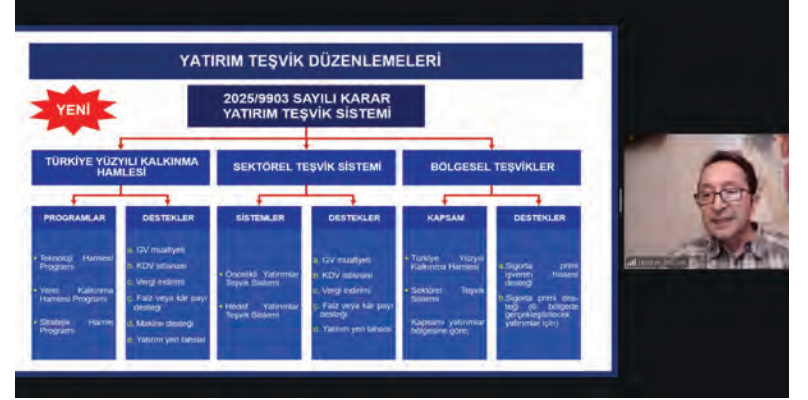 YATIRIM TEŞVİK DÜZENLEMELERİ
YENİ
2025/9903 SAYILI KARAR
YATIRIM TEŞVİK SİSTEMİ
TÜRKİYE YÜZYILI KALKINMA
HAMLESİ
SEKTÖREL TEŞVİK SİSTEMİ
BÖLGESEL TEŞVİKLER
PROGRAMLAR
• Teknoloji Hamlesi
Programı
• Yerel Kalkınma
Hamlesi Programı
• Stratejik Hamle
Programı
DESTEKLER
a. GV muafiyeti
b. KDV istisnası
c. Vergi indirimi
ç. Faiz veya kâr payı
desteği
d. Makine desteği
e. Yatırım yeri tahsisi
SİSTEMLER
• Öncelikli Yatırımlar
Teşvik Sistemi
• Hedef Yatırımlar
Teşvik Sistemi
DESTEKLER
a. GV muafiyeti
b. KDV istisnası
c. Vergi indirimi
ç. Faiz veya kâr payı
desteği
d. Yatırım yeri tahsisi
KAPSAM
• Türkiye Yüzyılı
Kalkınma Hamlesi
• Sektörel Teşvik
Sistemi
Kapsamı yatırımlar
bölgesine göre;
DESTEKLER
a.Sigorta primi
işveren hissesi
desteği
b.Sigorta primi des-
teği (6. bölgede
gerçekleştirilecek
yatırımlar için)